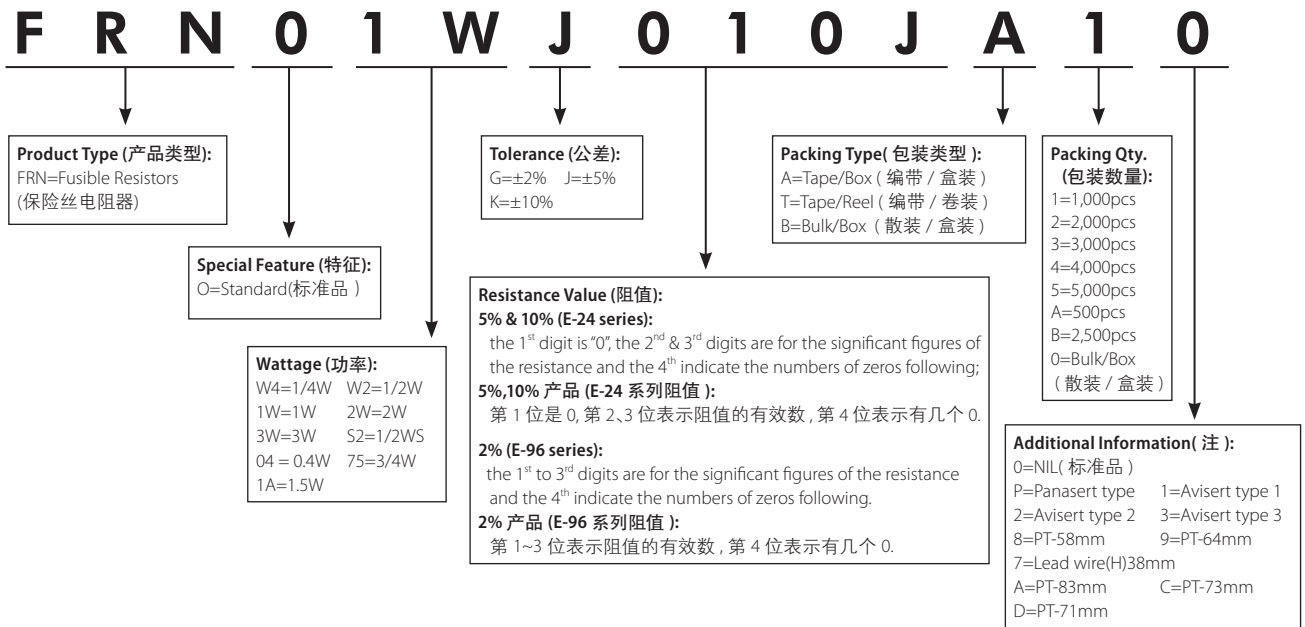 F R N 0 1 W J 0 1 0 J A 1 0
Product Type (产品类型):
FRN=Fusible Resistors
(保险丝电阻器)
Special Feature (特征):
O=Standard(标准品 )
Wattage (功率):
W4=1/4W W2=1/2W
1W=1W 2W=2W
3W=3W S2=1/2WS
04 = 0.4W 75=3/4W
1A=1.5W
Tolerance (公差):
G=±2% J=±5%
K=±10%
Resistance Value (阻值):
5% & 10% (E-24 series):
the 1st digit is "0", the 2nd & 3rd digits are for the significant figures of
the resistance and the 4th indicate the numbers of zeros following;
5%,10% 产品 (E-24 系列阻值 ):
第 1 位是 0, 第 2、3 位表示阻值的有效数 , 第 4 位表示有几个 0.
2% (E-96 series):
the 1st to 3rd digits are for the significant figures of the resistance
and the 4th indicate the numbers of zeros following.
2% 产品 (E-96 系列阻值 ):
第 1~3 位表示阻值的有效数 , 第 4 位表示有几个 0.
Packing Type( 包装类型 ):
A=Tape/Box ( 编带 / 盒装 )
T=Tape/Reel ( 编带 / 卷装 )
B=Bulk/Box ( 散装 / 盒装 )
Packing Qty.
(包装数量):
1=1,000pcs
2=2,000pcs
3=3,000pcs
4=4,000pcs
5=5,000pcs
A=500pcs
B=2,500pcs
0=Bulk/Box
( 散装 / 盒装 )
Additional Information( 注 ):
0=NIL( 标准品 )
P=Panasert type 1=Avisert type 1
2=Avisert type 2 3=Avisert type 3
8=PT-58mm 9=PT-64mm
7=Lead wire(H)38mm
A=PT-83mm C=PT-73mm
D=PT-71mm